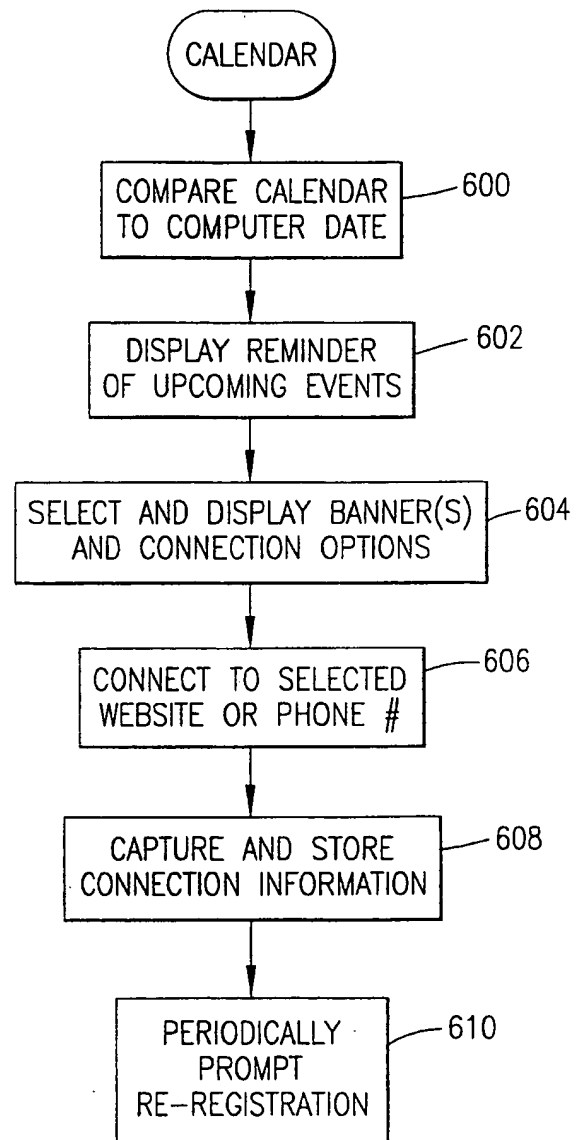 CALENDAR
COMPARE CALENDAR
TO COMPUTER DATE
600
DISPLAY REMINDER
OF UPCOMING EVENTS
602
SELECT AND DISPLAY BANNER(S)
AND CONNECTION OPTIONS
604
CONNECT TO SELECTED
WEBSITE OR PHONE #
606
CAPTURE AND STORE
CONNECTION INFORMATION
608
PERIODICALLY
PROMPT
RE-REGISTRATION
610